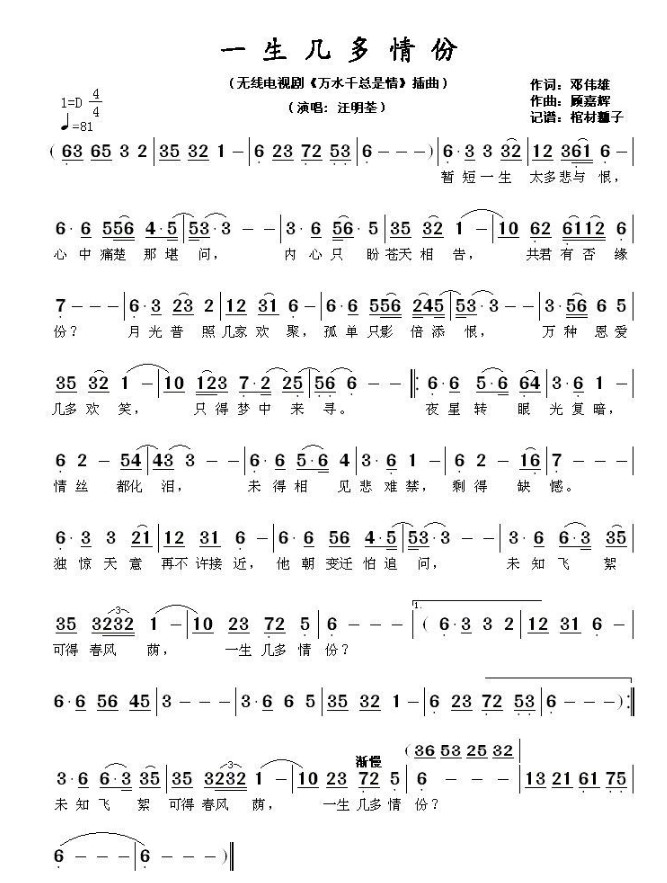 一生几多情份
（无线电视剧《万水千总是情》插曲）
（演唱：汪明荃）
作词：邓伟雄
作曲：顾嘉辉
1=D 4/4
♩=81
( 63 65 3 2 | 35 32 1 – | 6 23 72 53 | 6 – – – ) | 6· 3 3 32 | 12 361 6 – |
暂短一生 太多悲与恨，
6· 6 556 4·5 | 53·3 – – | 3· 6 5 6 5 | 35 32 1 – | 10 62 6112 6 |
心中痛楚那堪问， 内心只盼苍天相告， 共君有否缘
7 – – – | 6· 3 23 2 | 12 31 6 – | 6· 5 556 245 | 53·3 – | 3· 5 36 6 5 |
份？ 月光普照几家欢聚，孤单只影倍添恨， 万种恩爱
35 32 1 – | 10 123 7·2 25 | 56·6 – – ‖: 6· 6 5·6 64 | 3· 6 1 – |
几多欢笑， 只得梦中来寻。 夜星转眼光复暗，
6 2 – 54 | 43 3 – – | 6· 6 6 5·6 | 4 5 3 – | 6 2 – 16 | 7 – – – |
情丝都化泪， 未得相见悲难禁，剩得缺憾。
6· 3 3 21 | 12 31 6 – | 6· 6 56 4·5 | 53·3 – – | 3· 6 6 6·3 |
独惊天意再不许接近，他朝变迁怕追问， 未知飞絮
35 3232 1 – | 10 23 72 5 | 6 – – – | 6 – – – | 1. ( 6· 3 3 2 | 12 31 6 – |
可得春风荫， 一生几多情份？
6· 6 56 45 | 3 – – – | 3· 6 6 6·3 | 35 32 1 – | 6 23 72 53 | 6 – – – ) :‖
渐慢
( 36 53 25 32 )
3· 6 6·3 35 | 35 3232 1 – | 10 23 72 5 | 6 – – – | 13 21 61 75 |
未知飞絮可得春风荫， 一生几多情份？
6 – – – | 6 – – – ) ‖